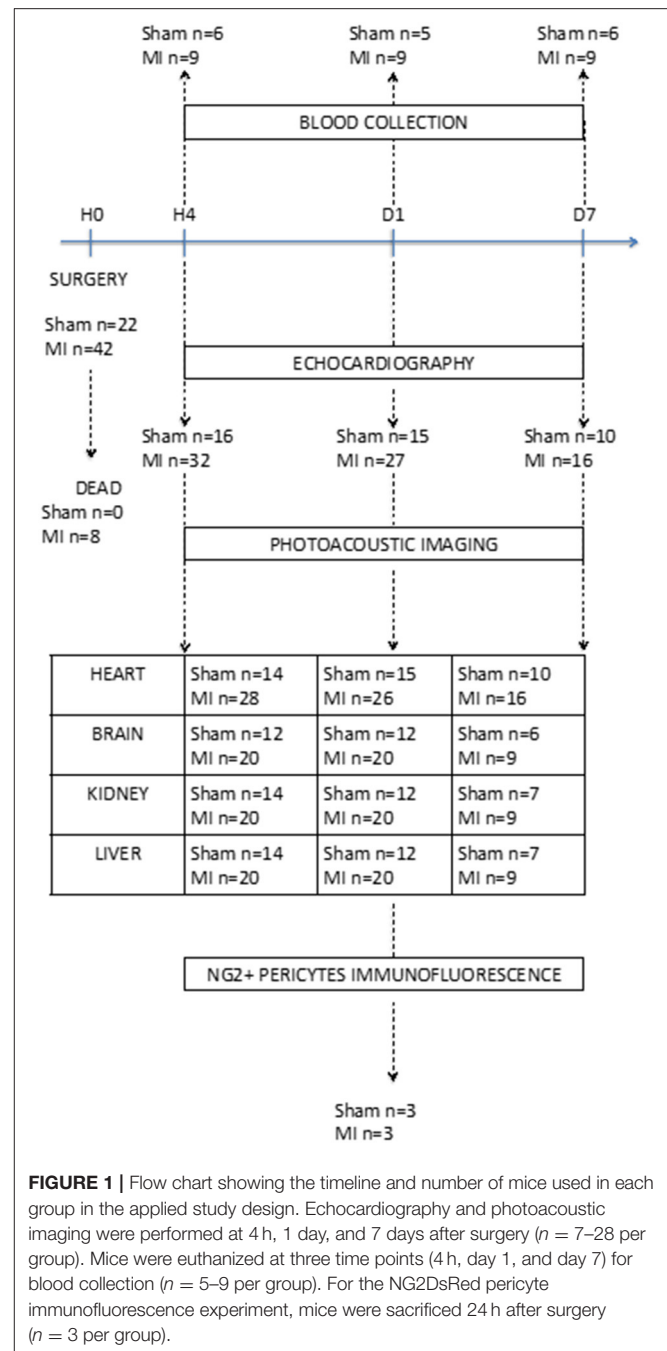 Sham n=6 Sham n=5 Sham n=6
MI n=9 MI n=9 MI n=9
BLOOD COLLECTION
H0 H4 D1 D7
SURGERY
Sham n=22
MI n=42
ECHOCARDIOGRAPHY
Sham n=16 Sham n=15 Sham n=10
MI n=32 MI n=27 MI n=16
DEAD
Sham n=0
MI n=8
PHOTOACOUSTIC IMAGING
HEART Sham n=14 Sham n=15 Sham n=10
MI n=28 MI n=26 MI n=16
BRAIN Sham n=12 Sham n=12 Sham n=6
MI n=20 MI n=20 MI n=9
KIDNEY Sham n=14 Sham n=12 Sham n=7
MI n=20 MI n=20 MI n=9
LIVER Sham n=14 Sham n=12 Sham n=7
MI n=20 MI n=20 MI n=9
NG2+ PERICYTES IMMUNOFLUORESCENCE
Sham n=3
MI n=3
FIGURE 1 | Flow chart showing the timeline and number of mice used in each
group in the applied study design. Echocardiography and photoacoustic
imaging were performed at 4 h, 1 day, and 7 days after surgery (n = 7–28 per
group). Mice were euthanized at three time points (4 h, day 1, and day 7) for
blood collection (n = 5–9 per group). For the NG2DsRed pericyte
immunofluorescence experiment, mice were sacrificed 24 h after surgery
(n = 3 per group).